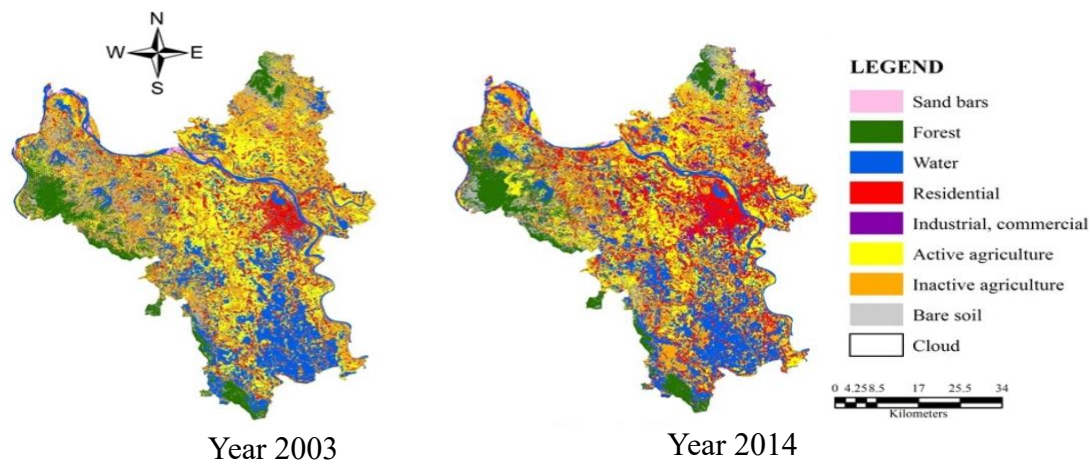 N
W E
S
LEGEND
Sand bars
Forest
Water
Residential
Industrial, commercial
Active agriculture
Inactive agriculture
Bare soil
Cloud
0 4.25 8.5 17 25.5 34
Kilometers
Year 2003
Year 2014